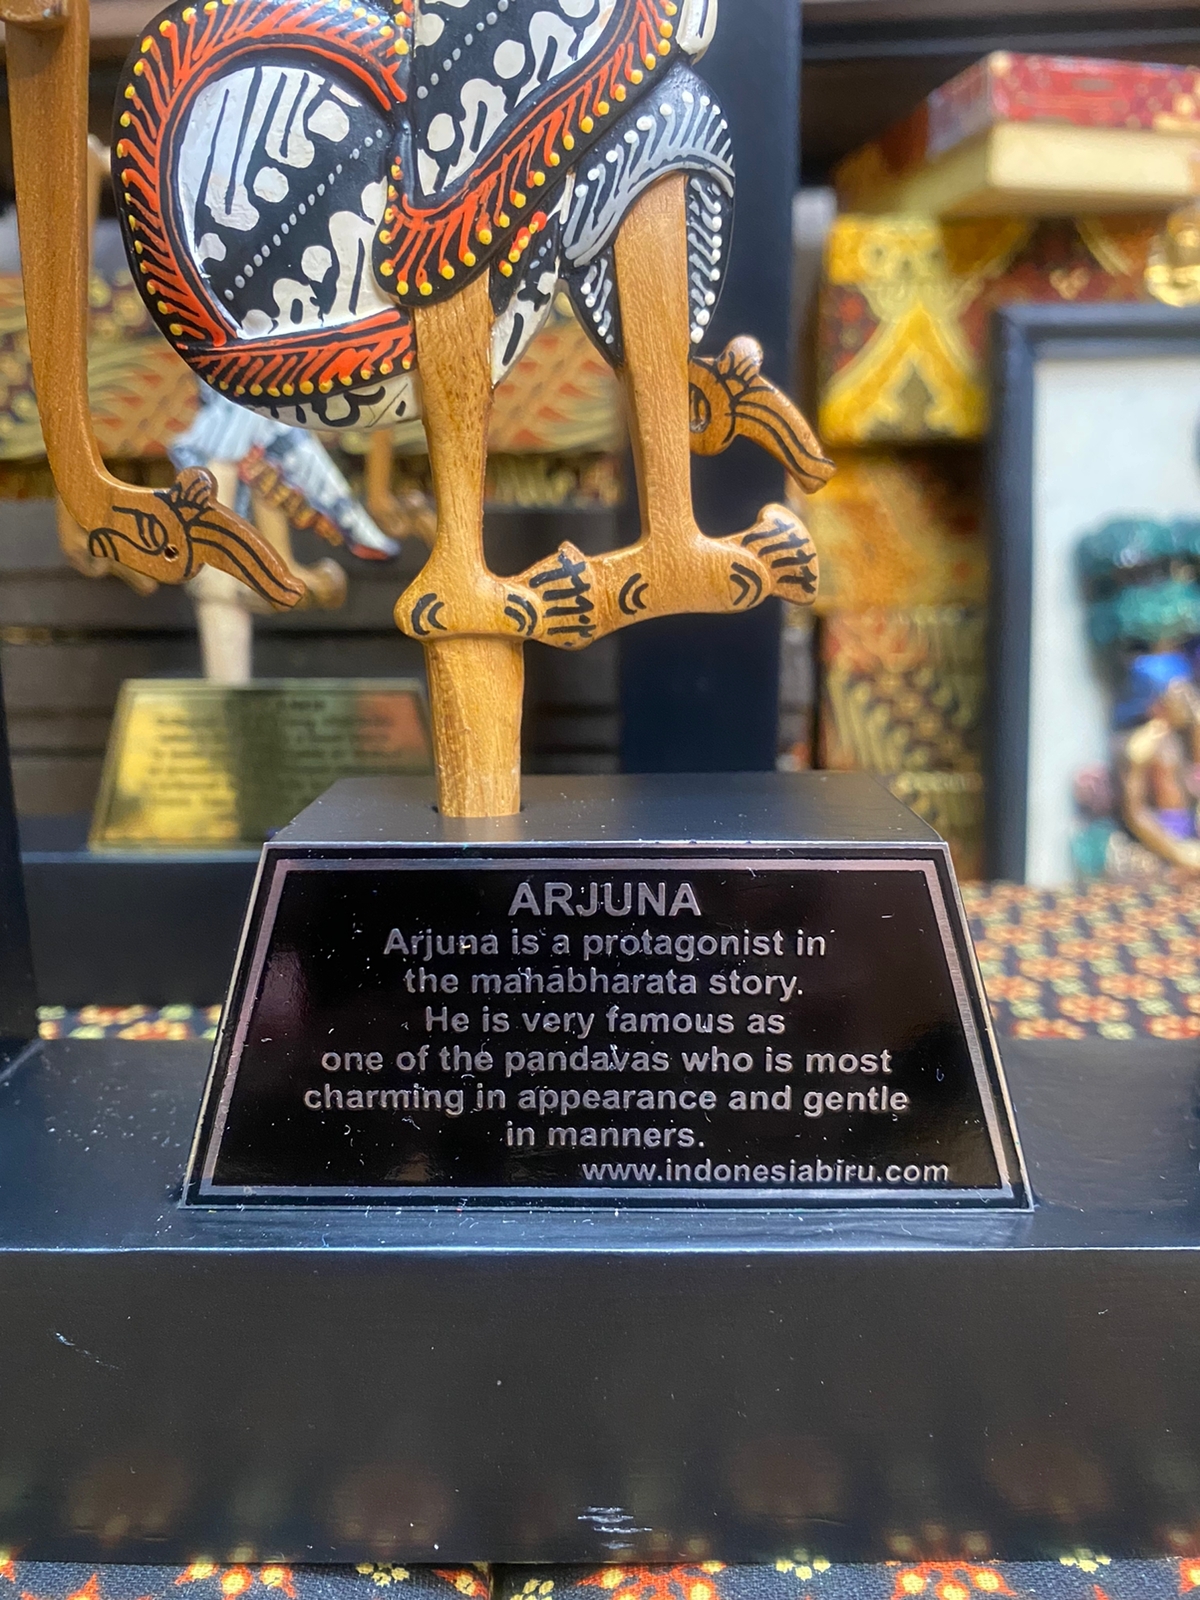 ARJUNA
Arjuna is a protagonist in
the mahabharata story.
He is very famous as
one of the pandavas who is most
charming in appearance and gentle
in manners.
www.indonesiabiru.com